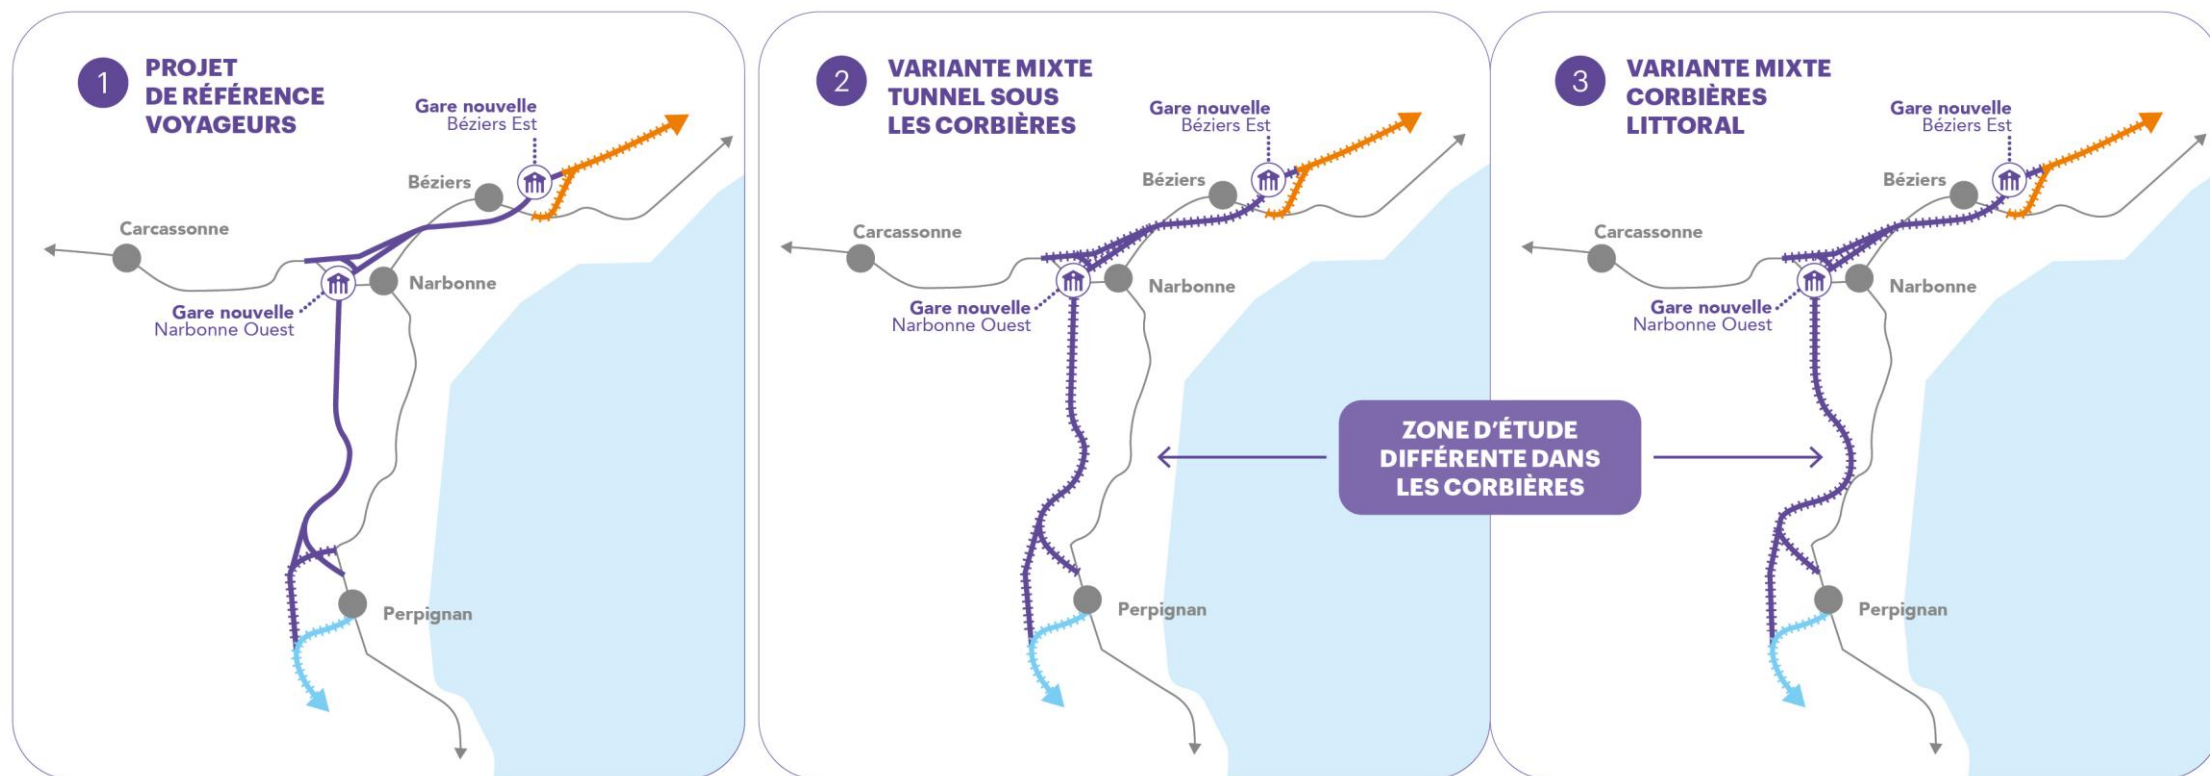 1
PROJET
DE RÉFÉRENCE
VOYAGEURS
Gare nouvelle
Béziers Est
Béziers
Carcassonne
Narbonne
Gare nouvelle
Narbonne Ouest
Perpignan
2
VARIANTE MIXTE
TUNNEL SOUS
LES CORBIÈRES
Gare nouvelle
Béziers Est
Béziers
Carcassonne
Narbonne
Gare nouvelle
Narbonne Ouest
Perpignan
ZONE D'ÉTUDE
DIFFÉRENTE DANS
LES CORBIÈRES
3
VARIANTE MIXTE
CORBIÈRES
LITTORAL
Gare nouvelle
Béziers Est
Béziers
Carcassonne
Narbonne
Gare nouvelle
Narbonne Ouest
Perpignan